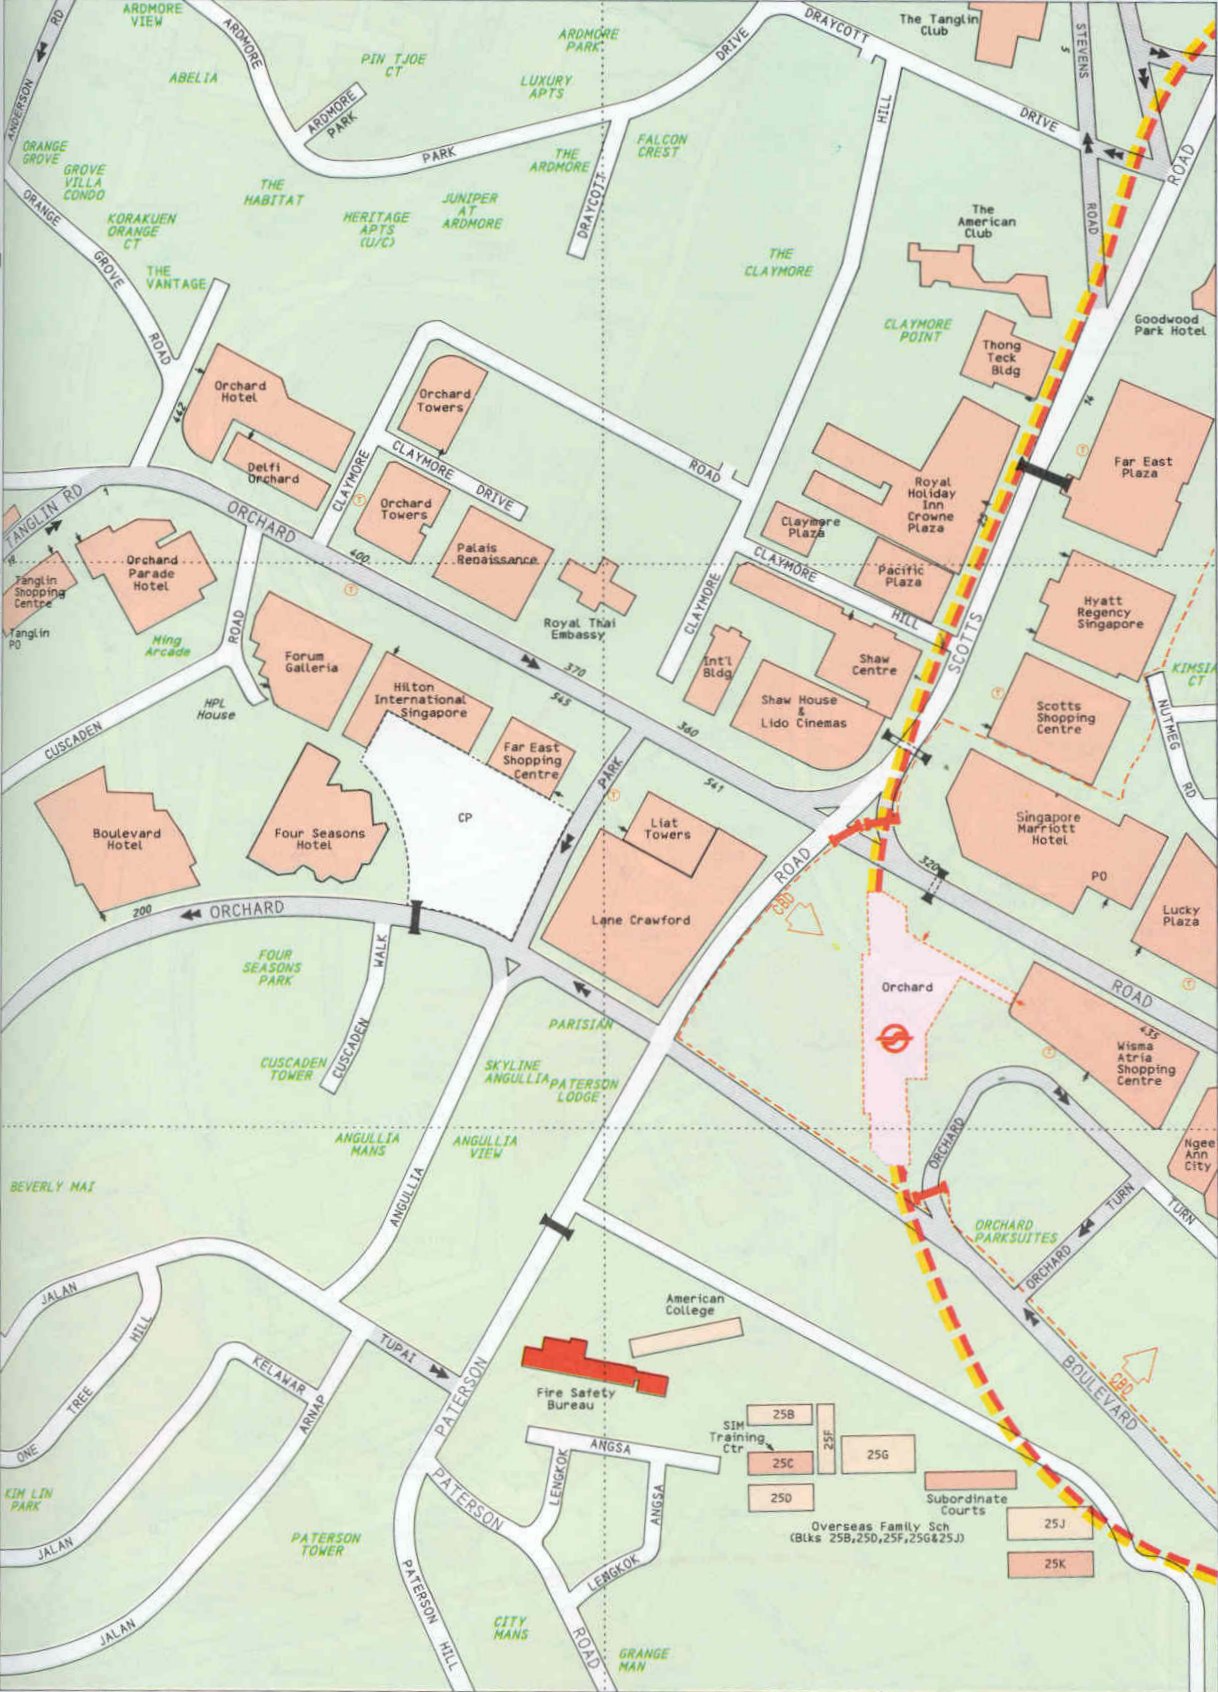 ARDMORE
VIEW
RD
ANDERSON
ARDMORE
ABELIA
PIN TJOE
CT
ARDMORE
PARK
ARDMORE
PARK
LUXURY
APTS
DRIVE
DRAYCOTT
The Tanglin
Club
STEVENS
5
DRIVE
HILL
ROAD
ROAD
PARK
THE
ARDMORE
FALCON
CREST
DRAYCOTT
ORANGE
GROVE
GROVE
VILLA
CONDO
ORANGE
GROVE
ROAD
KORAKUEN
ORANGE
CT
THE
VANTAGE
THE
HABITAT
HERITAGE
APTS
(U/C)
JUNIPER
AT
ARDMORE
THE
CLAYMORE
The
American
Club
CLAYMORE
POINT
Goodwood
Park Hotel
Thong
Teck
Bldg
14
Orchard
Hotel
442
Orchard
Towers
Delfi
Orchard
CLAYMORE
DRIVE
CLAYMORE
ROAD
Far East
Plaza
Royal
Holiday
Inn
Crowne
Plaza
Orchard
Towers
TANGLIN RD
1
19
ORCHARD
400
Claymore
Plaza
Pacific
Plaza
CLAYMORE
HILL
Palais
Renaissance
Orchard
Parade
Hotel
Tanglin
Shopping
Centre
Tanglin
PO
Ming
Arcade
ROAD
Royal Thai
Embassy
CLAYMORE
Hyatt
Regency
Singapore
SCOTTS
Forum
Galleria
Hilton
International
Singapore
370
545
Int'l
Bldg
Shaw
Centre
Shaw House
&
Lido Cinemas
KIMSIA
CT
NUTMEG
RD
Scotts
Shopping
Centre
HPL
House
CUSCADEN
Far East
Shopping
Centre
PARK
360
541
CP
Liat
Towers
Boulevard
Hotel
Four Seasons
Hotel
Singapore
Marriott
Hotel
PO
320
ROAD
CBD
Lane Crawford
Lucky
Plaza
200
ORCHARD
WALK
CUSCADEN
FOUR
SEASONS
PARK
Orchard
ROAD
435
PARISIAN
Wisma
Atria
Shopping
Centre
CUSCADEN
TOWER
SKYLINE
ANGULLIA
PATERSON
LODGE
ANGULLIA
MANS
ANGULLIA
VIEW
ORCHARD
Ngee
Ann
City
BEVERLY MAI
ANGULLIA
TURN
TURN
ORCHARD
PARKSUITES
ORCHARD
JALAN
HILL
TREE
ONE
American
College
TUPAI
KELAWAR
ARNAP
PATERSON
Fire Safety
Bureau
BOULEVARD
CBD
SIM
Training
Ctr
25B
25F
25C
25G
25D
ANGSA
LENGKOK
ANGSA
LENGKOK
Subordinate
Courts
25J
25K
Overseas Family Sch
(Blks 25B,25D,25F,25G&25J)
KIM LIN
PARK
JALAN
PATERSON
TOWER
PATERSON
PATERSON
HILL
JALAN
CITY
MANS
ROAD
GRANGE
MAN